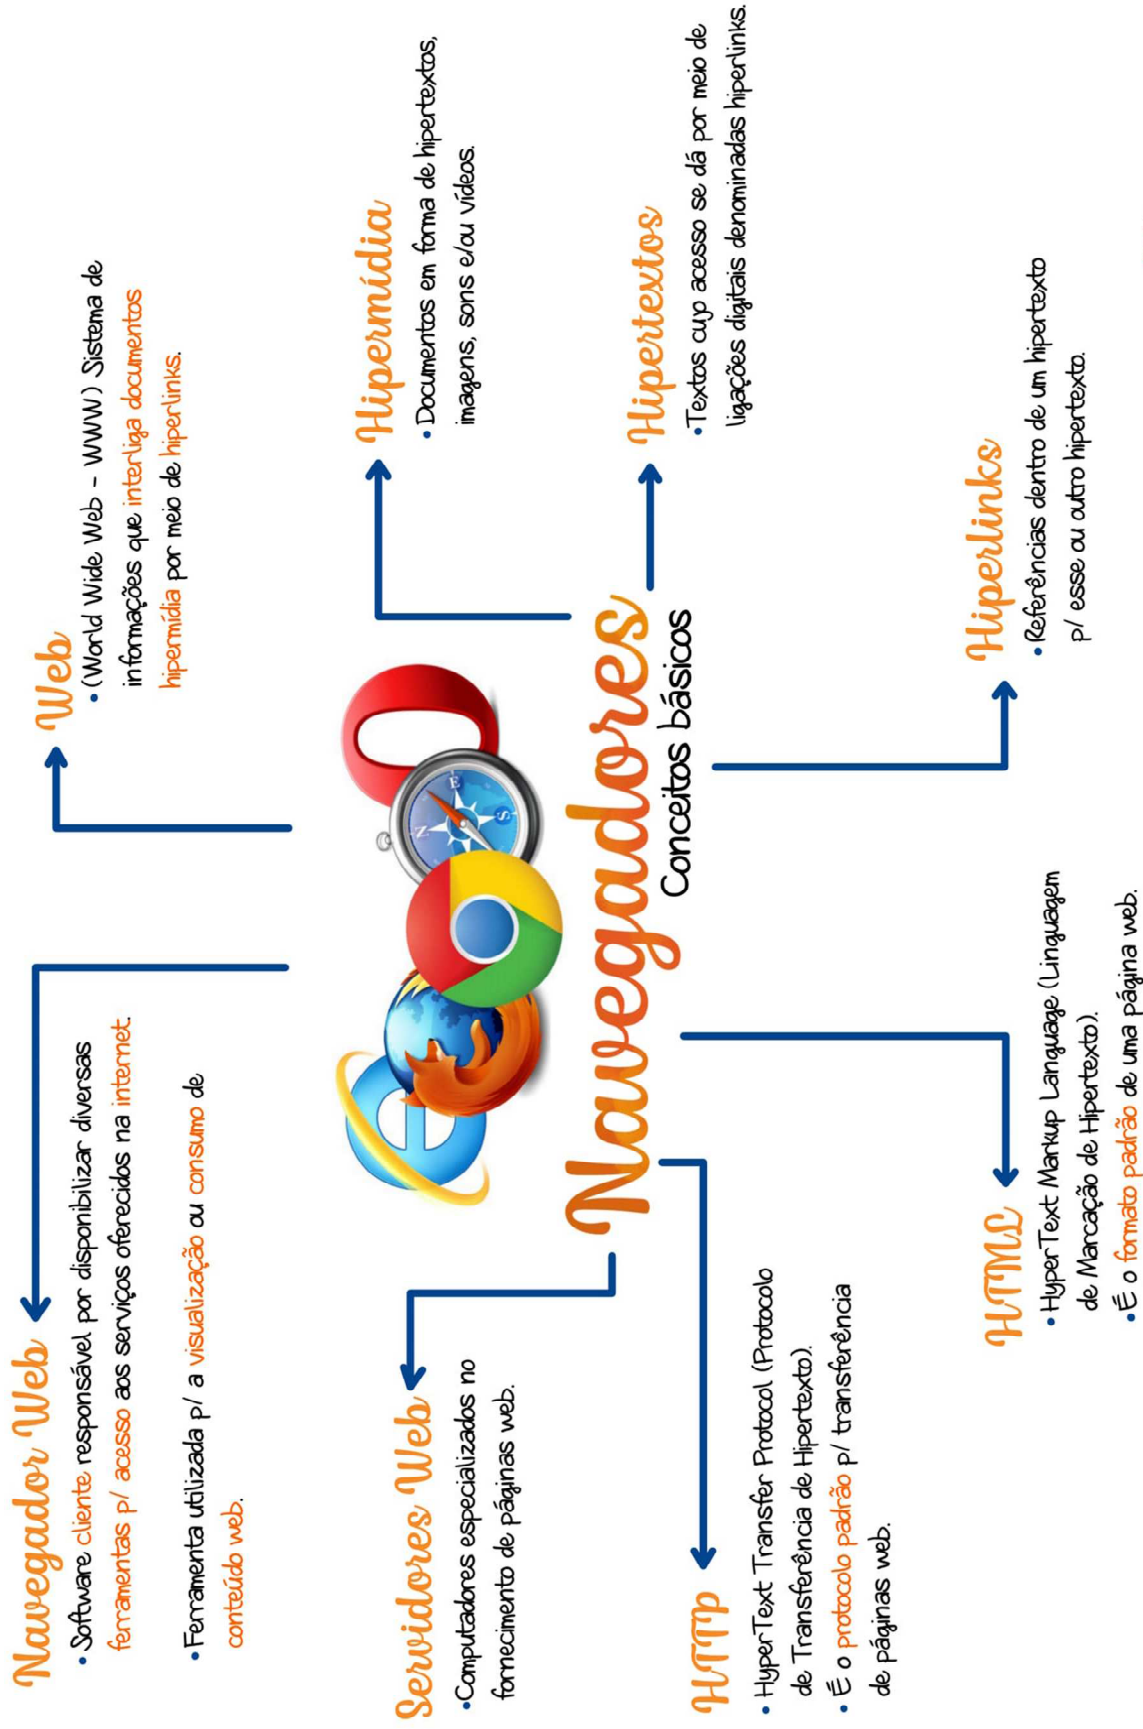 Navegador Web
• Software cliente responsável por disponibilizar diversas
ferramentas p/ acesso aos serviços oferecidos na internet.
• Ferramenta utilizada p/ a visualização ou consumo de
conteúdo web.
Web
• (World Wide Web - WWW) Sistema de
informações que interliga documentos
hipermídia por meio de hiperlinks.
Servidores Web
• Computadores especializados no
fornecimento de páginas web.
Hipermídia
• Documentos em forma de hipertextos,
imagens, sons e/ou vídeos.
N
E
S
Navegadores
Conceitos básicos
Hipertextos
• Textos cujo acesso se dá por meio de
ligações digitais denominadas hiperlinks.
HTTP
• HyperText Transfer Protocol (Protocolo
de Transferência de Hipertexto).
• É o protocolo padrão p/ transferência
de páginas web.
HTML
• HyperText Markup Language (Linguagem
de Marcação de Hipertexto).
• É o formato padrão de uma página web.
Hiperlinks
• Referências dentro de um hipertexto
p/ esse ou outro hipertexto.